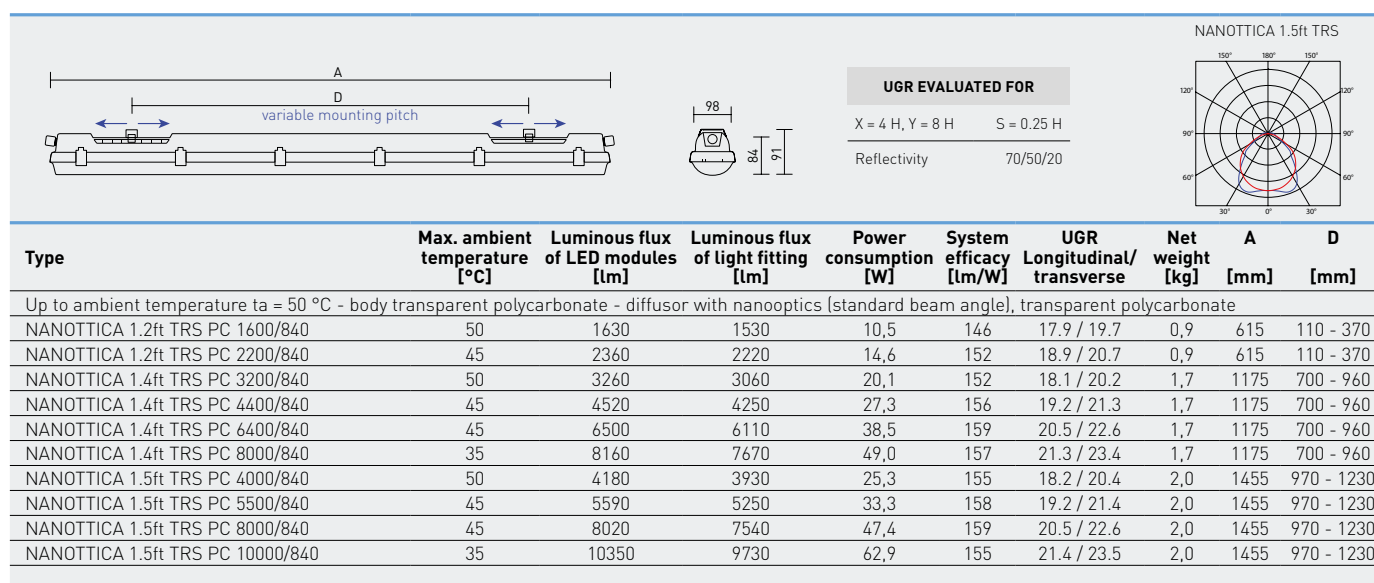 NANOTTICA 1.5ft TRS
150° 180° 150°
120° 120°
90° 90°
60° 60°
30° 0° 30°
A
D
variable mounting pitch
98
84
91
UGR EVALUATED FOR
X = 4 H, Y = 8 H S = 0.25 H
Reflectivity 70/50/20
Type Max. ambient temperature [°C] Luminous flux of LED modules [lm] Luminous flux of light fitting [lm] Power consumption [W] System efficacy [lm/W] UGR Longitudinal/ transverse Net weight [kg] A [mm] D [mm]
Up to ambient temperature ta = 50 °C - body transparent polycarbonate - diffusor with nanooptics (standard beam angle), transparent polycarbonate
NANOTTICA 1.2ft TRS PC 1600/840 50 1630 1530 10,5 146 17.9 / 19.7 0,9 615 110 - 370
NANOTTICA 1.2ft TRS PC 2200/840 45 2360 2220 14,6 152 18.9 / 20.7 0,9 615 110 - 370
NANOTTICA 1.4ft TRS PC 3200/840 50 3260 3060 20,1 152 18.1 / 20.2 1,7 1175 700 - 960
NANOTTICA 1.4ft TRS PC 4400/840 45 4520 4250 27,3 156 19.2 / 21.3 1,7 1175 700 - 960
NANOTTICA 1.4ft TRS PC 6400/840 45 6500 6110 38,5 159 20.5 / 22.6 1,7 1175 700 - 960
NANOTTICA 1.4ft TRS PC 8000/840 35 8160 7670 49,0 157 21.3 / 23.4 1,7 1175 700 - 960
NANOTTICA 1.5ft TRS PC 4000/840 50 4180 3930 25,3 155 18.2 / 20.4 2,0 1455 970 - 1230
NANOTTICA 1.5ft TRS PC 5500/840 45 5590 5250 33,3 158 19.2 / 21.4 2,0 1455 970 - 1230
NANOTTICA 1.5ft TRS PC 8000/840 45 8020 7540 47,4 159 20.5 / 22.6 2,0 1455 970 - 1230
NANOTTICA 1.5ft TRS PC 10000/840 35 10350 9730 62,9 155 21.4 / 23.5 2,0 1455 970 - 1230